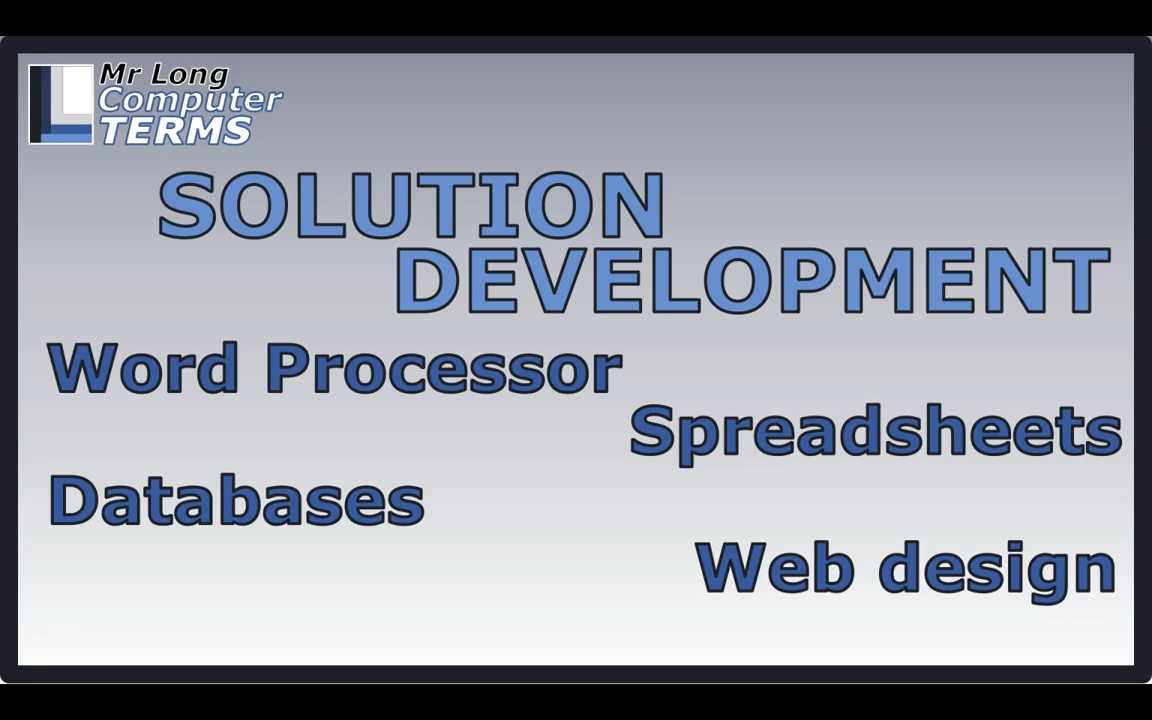 Mr Long
Computer
TERMS
SOLUTION
DEVELOPMENT
Word Processor
Spreadsheets
Databases
Web design